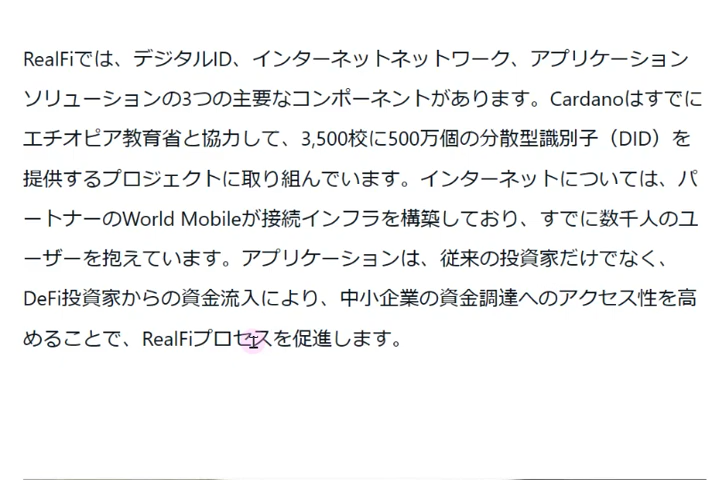 RealFiでは、デジタルID、インターネットネットワーク、アプリケーション
ソリューションの3つの主要なコンポーネントがあります。Cardanoはすでに
エチオピア教育省と協力して、3,500校に500万個の分散型識別子（DID）を
提供するプロジェクトに取り組んでいます。インターネットについては、パ
ートナーのWorld Mobileが接続インフラを構築しており、すでに数千人のユ
ーザーを抱えています。アプリケーションは、従来の投資家だけでなく、
DeFi投資家からの資金流入により、中小企業の資金調達へのアクセス性を高
めることで、RealFiプロセスを促進します。